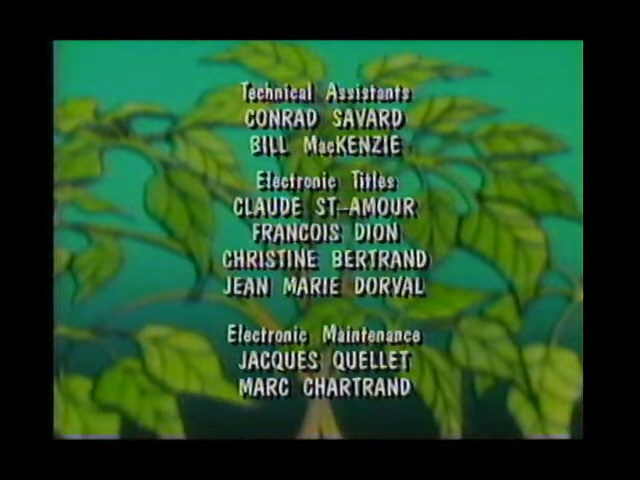 Technical Assistants
CONRAD SAVARD
BILL MacKENZIE
Electronic Titles
CLAUDE ST-AMOUR
FRANCOIS DION
CHRISTINE BERTRAND
JEAN MARIE DORVAL
Electronic Maintenance
JACQUES QUELLET
MARC CHARTRAND